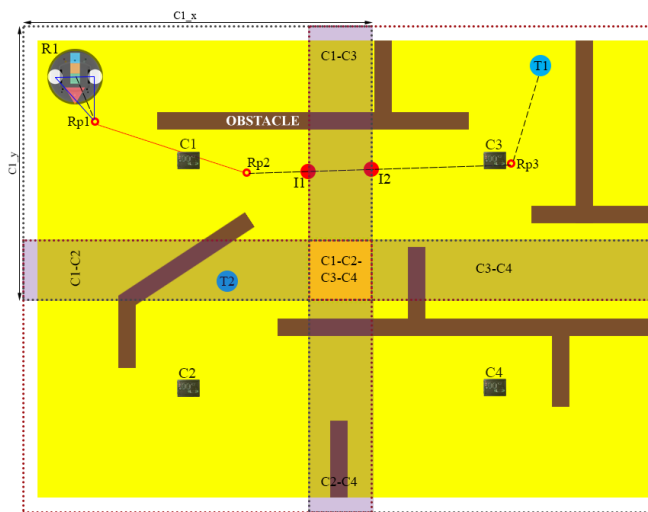 C1_x
R1
C1-C3
T1
Rp1
OBSTACLE
C1
C3
Rp2
Rp3
I1
I2
C1_y
C1-C2
C1-C2-
C3-C4
C3-C4
T2
C2
C4
C2-C4